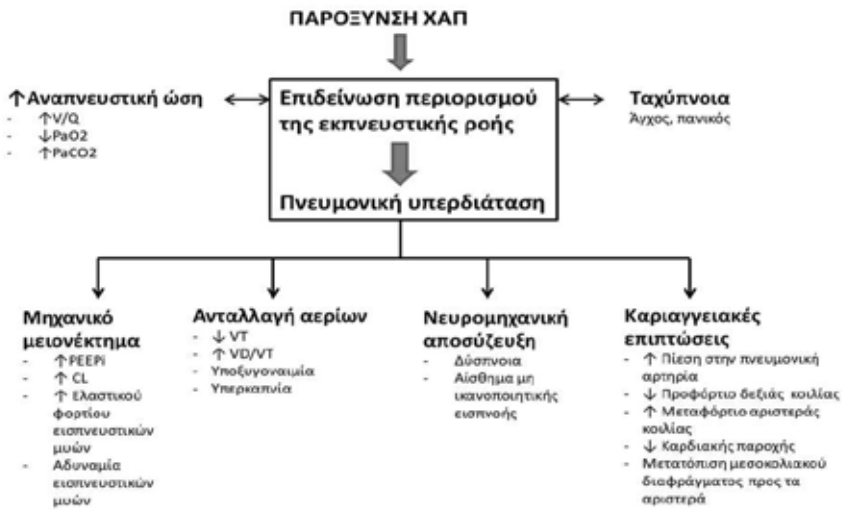 ΠΑΡΟΞΥΝΣΗ ΧΑΠ
↑Αναπνευστική ώση
- ↑V/Q
- ↓PaO2
- ↑PaCO2
Επιδείνωση περιορισμού
της εκπνευστικής ροής
Πνευμονική υπερδιάταση
Ταχύπνοια
Άγχος, πανικός
Μηχανικό
μειονέκτημα
- ↑PEEPi
- ↑ CL
- ↑ Ελαστικού
φορτίου
εισπνευστικών
μυών
- Αδυναμία
εισπνευστικών
μυών
Ανταλλαγή αερίων
- ↓ VT
- ↑ VD/VT
- Υποξυγοναιμία
- Υπερκαπνία
Νευρομηχανική
αποσύζευξη
- Δύσπνοια
- Αίσθημα μη
ικανοποιητικής
εισπνοής
Καριαγγειακές
επιπτώσεις
- ↑ Πίεση στην πνευμονική
αρτηρία
- ↓ Προφόρτιο δεξιάς κοιλίας
- ↑ Μεταφόρτιο αριστεράς
κοιλίας
- ↓ Καρδιακής παροχής
- Μετατόπιση μεσοκολιακού
διαφράγματος προς τα
αριστερά